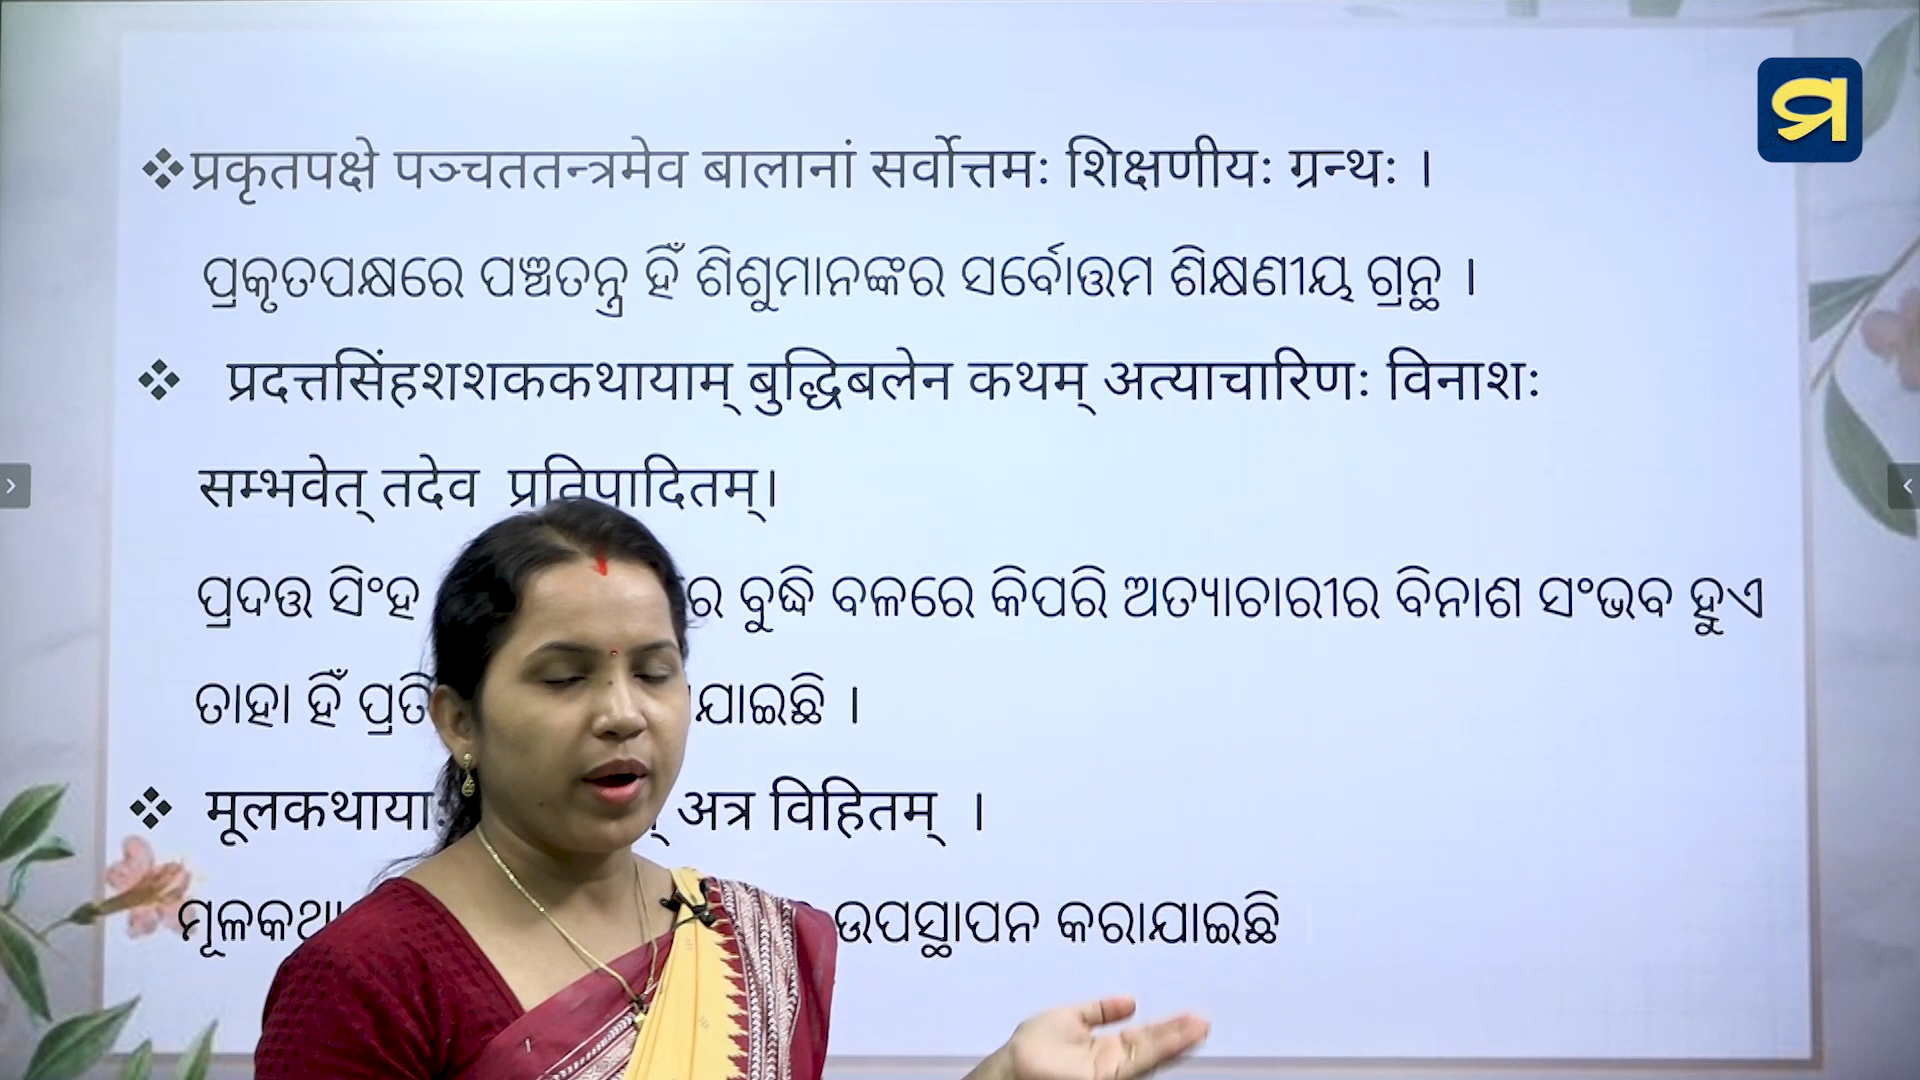 ❖प्रकृतपक्षे पञ्चततन्त्रमेव बालानां सर्वोत्तमः शिक्षणीयः ग्रन्थः ।
ପ୍ରକୃତପକ୍ଷରେ ପଞ୍ଚତନ୍ତ୍ର ହିଁ ଶିଶୁମାନଙ୍କର ସର୍ବୋତ୍ତମ ଶିକ୍ଷଣୀୟ ଗ୍ରନ୍ଥ ।
❖ प्रदत्तसिंहशशककथायाम् बुद्धिबलेन कथम् अत्याचारिणः विनाशः
सम्भवेत् तदेव प्रतिपादितम्।
ପ୍ରଦତ୍ତ ସିଂହ ବୁଦ୍ଧି ବଳରେ କିପରି ଅତ୍ୟାଚାରୀର ବିନାଶ ସଂଭବ ହୁଏ
ତାହା ହିଁ ।
❖ मूलकथायाः अत्र विहितम् ।
ଉପସ୍ଥାପନ କରାଯାଇଛି
ସ